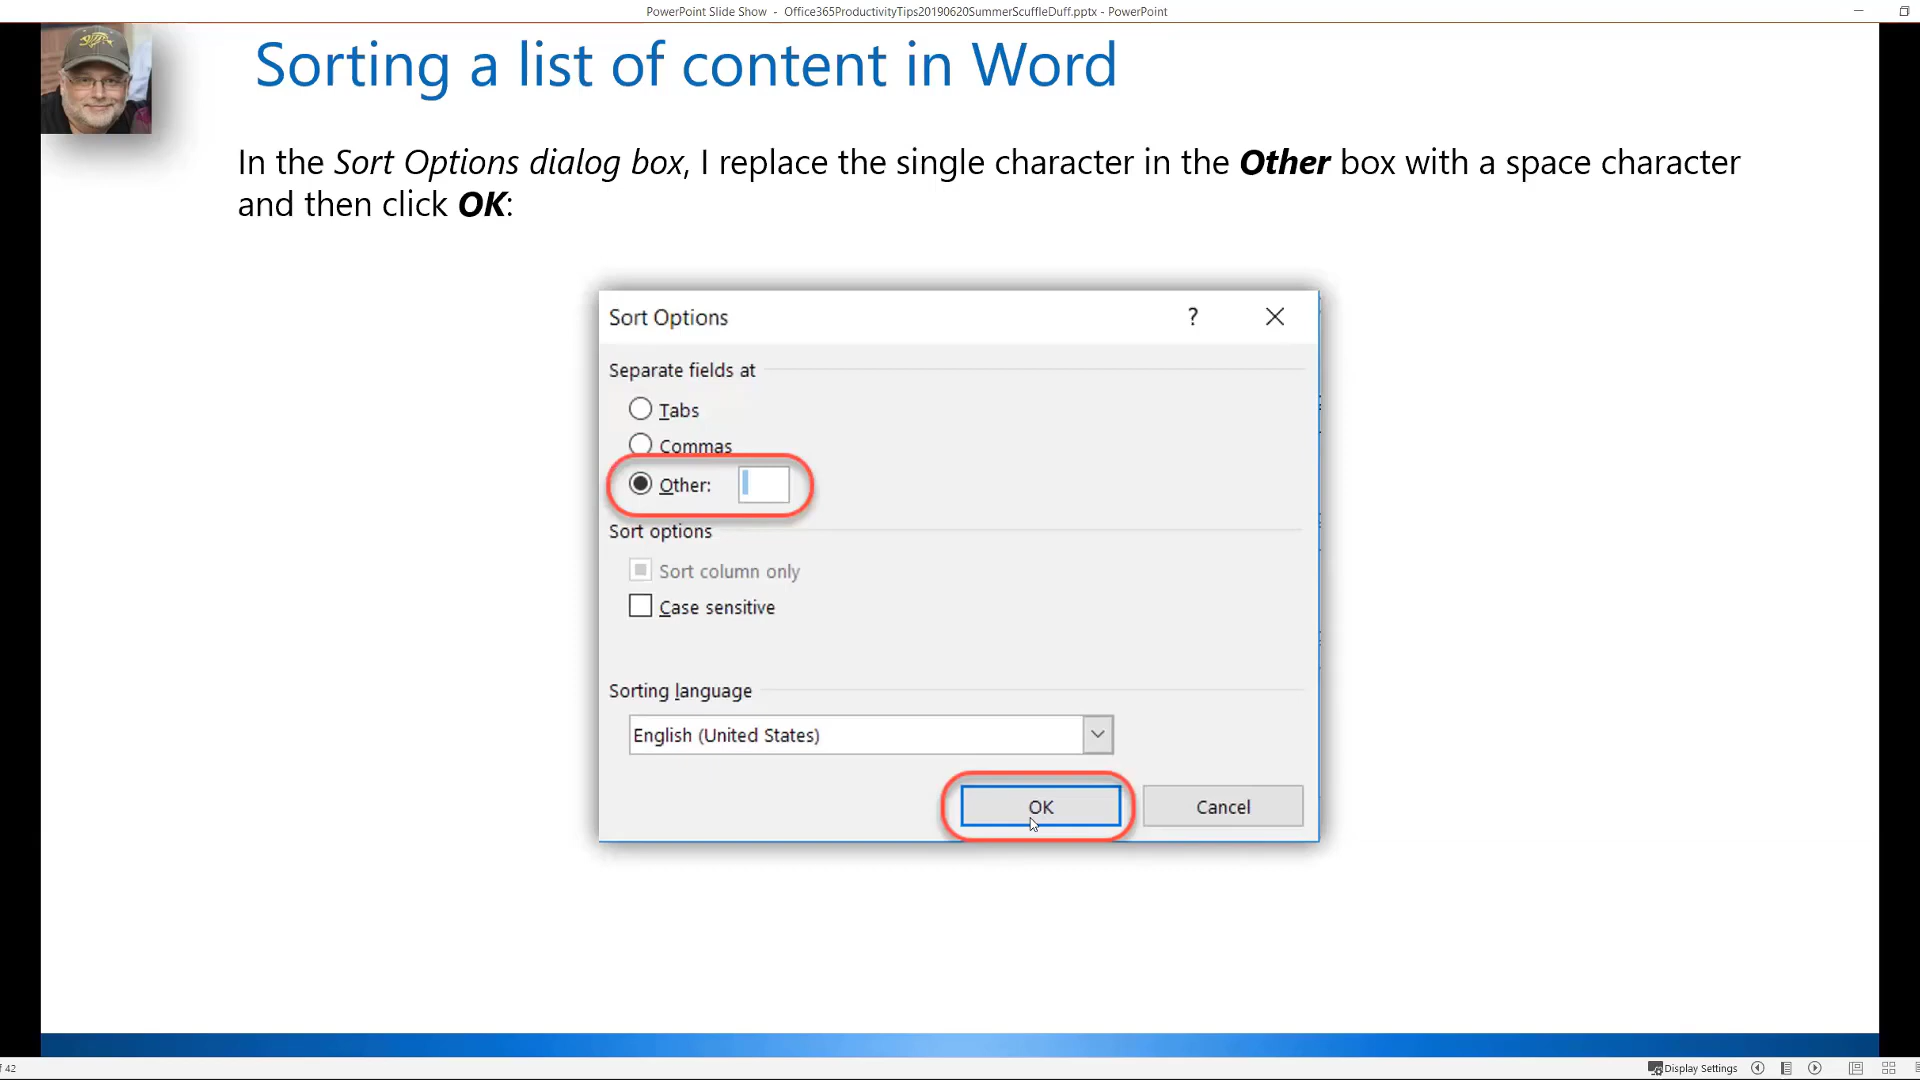 PowerPoint Slide Show - Office365ProductivityTips20190620SummerScuffleDuff.pptx - PowerPoint
Sorting a list of content in Word
In the Sort Options dialog box, I replace the single character in the Other box with a space character
and then click OK:
Sort Options ?
Separate fields at
Tabs
Commas
Other:
Sort options
Sort column only
Case sensitive
Sorting language
English (United States)
OK Cancel
42 Display Settings